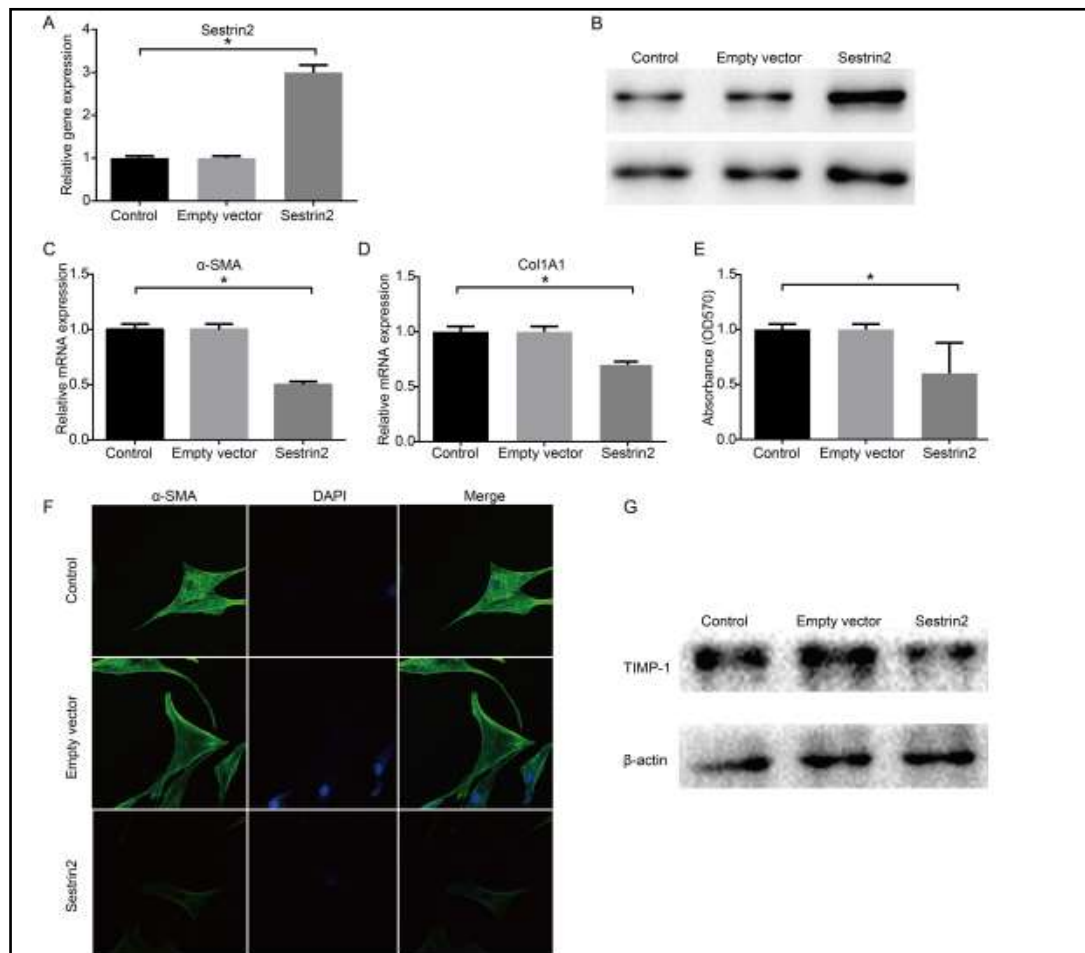 A
Sestrin2
*
Relative gene expression
4
3
2
1
0
Control Empty vector Sestrin2
B
Control Empty vector Sestrin2
C
α-SMA
*
Relative mRNA expression
1.5
1.0
0.5
0.0
Control Empty vector Sestrin2
D
Col1A1
*
Relative mRNA expression
1.5
1.0
0.5
0.0
Control Empty vector Sestrin2
E
*
Absorbance (OD570)
1.5
1.0
0.5
0.0
Control Empty vector Sestrin2
F
α-SMA DAPI Merge
Control
Empty vector
Sestrin2
G
Control Empty vector Sestrin2
TIMP-1
β-actin